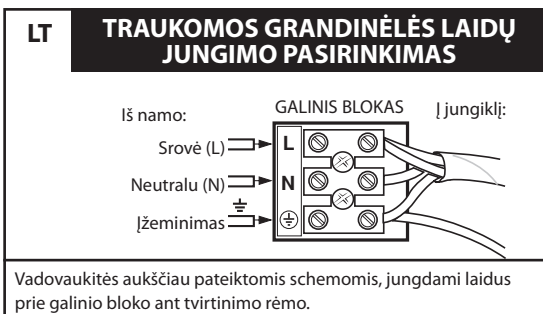 LT
TRAUKOMOS GRANDINĖLĖS LAIDŲ
JUNGIMO PASIRINKIMAS
Iš namo:
GALINIS BLOKAS
Į jungiklį:
Srovė (L)
L
Neutralu (N)
N
Įžeminimas
Vadovaukitės aukščiau pateiktomis schemomis, jungdami laidus
prie galinio bloko ant tvirtinimo rėmo.